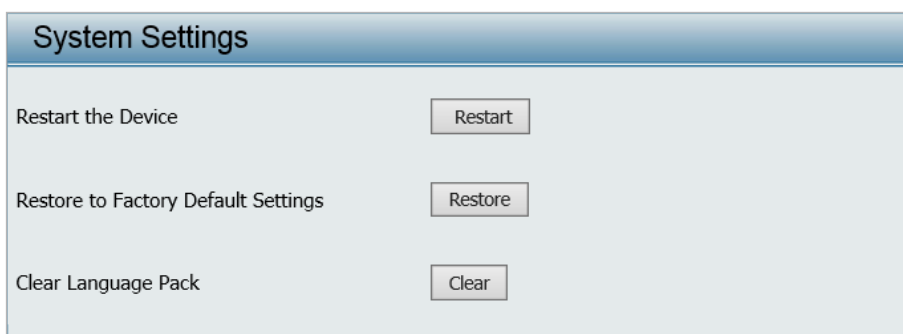 System Settings
Restart the Device Restart
Restore to Factory Default Settings Restore
Clear Language Pack Clear